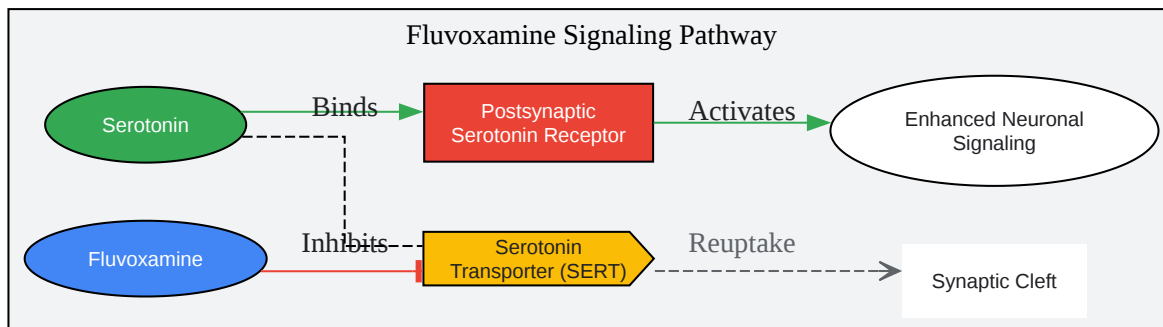 Fluvoxamine Signaling Pathway
Serotonin
Binds
Postsynaptic
Serotonin Receptor
Activates
Enhanced Neuronal
Signaling
Fluvoxamine
Inhibits
Serotonin
Transporter (SERT)
Reuptake
Synaptic Cleft